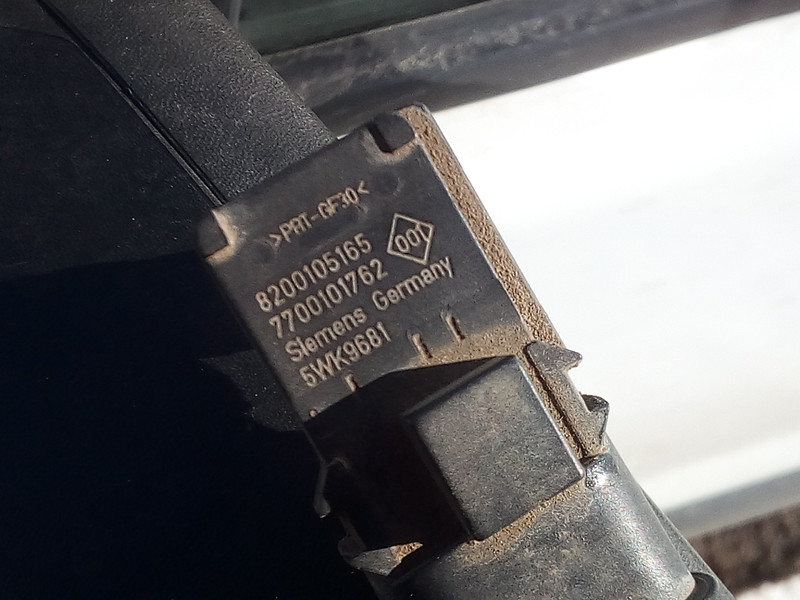 >PBT-GF30<
8200105165
7700101762 001
Siemens Germany
5WK9681